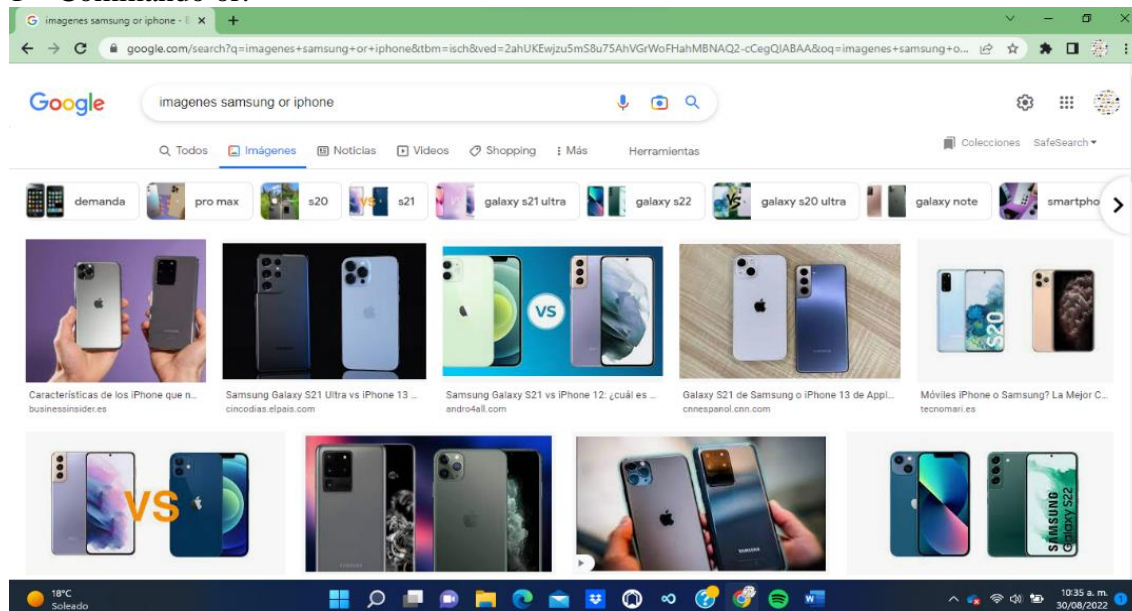 imagenes samsung or iphone - B
google.com/search?q=imagenes+samsung+or+iphone&tbm=isch&ved=2ahUKEwjzu5mS8u75AhVGrWoFHahMBNAQ2-cCegQIABAA&oq=imagenes+samsung+o...
Google
imagenes samsung or iphone
Todos Imágenes Noticias Videos Shopping Más Herramientas
Colecciones SafeSearch
demanda pro max s20 s21 galaxy s21 ultra galaxy s22 galaxy s20 ultra galaxy note smartpho
VS
S20
Características de los iPhone que n... Samsung Galaxy S21 Ultra vs iPhone 13 ... Samsung Galaxy S21 vs iPhone 12: ¿cuál es ... Galaxy S21 de Samsung o iPhone 13 de Appl... Móviles iPhone o Samsung? La Mejor C...
businessinsider.es cincodias.elpais.com andro4all.com cnnespanol.cnn.com tecnomari.es
VS
SAMSUNG
Galaxy S22
18°C
Soleado
10:35 a. m.
30/08/2022